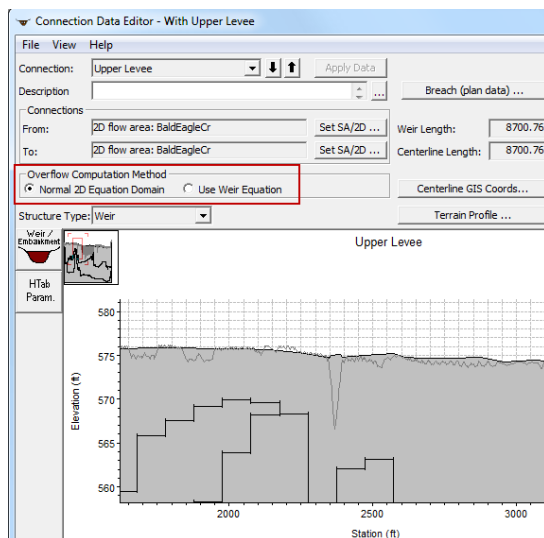 Connection Data Editor - With Upper Levee
File View Help
Connection: Upper Levee Apply Data
Description ... Breach (plan data) ...
Connections
From: 2D flow area: BaldEagleCr Set SA/2D ... Weir Length: 8700.76
To: 2D flow area: BaldEagleCr Set SA/2D ... Centerline Length: 8700.76
Overflow Computation Method
Normal 2D Equation Domain Use Weir Equation Centerline GIS Coords...
Structure Type: Weir Terrain Profile ...
Weir /
Embankment
HTab
Param.
Upper Levee
580
575
570
565
560
Elevation (ft)
2000 2500 3000
Station (ft)